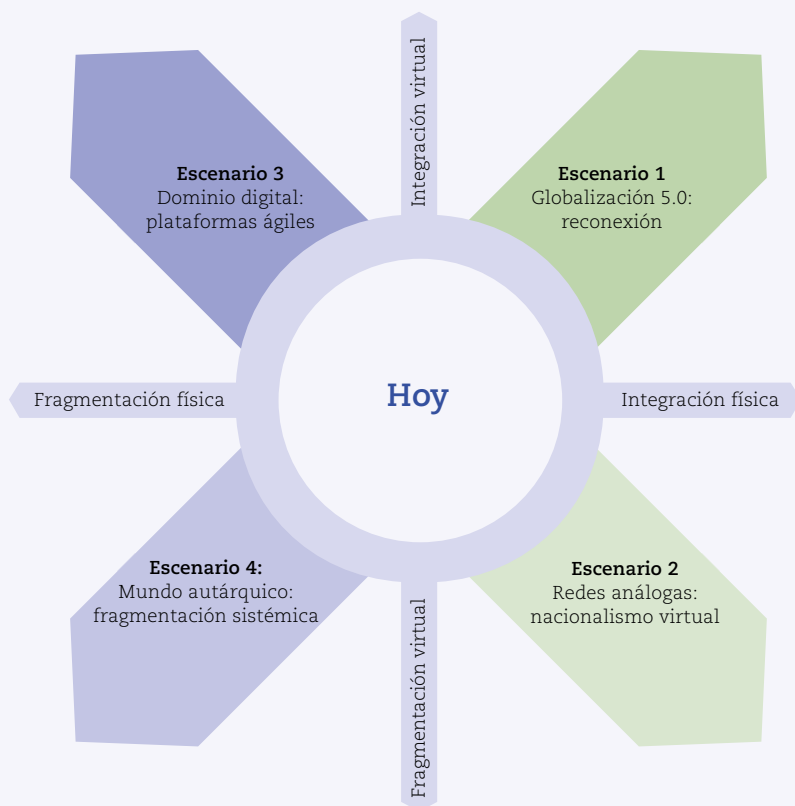 Integración virtual
Escenario 3
Dominio digital:
plataformas ágiles
Escenario 1
Globalización 5.0:
reconexión
Fragmentación física
Hoy
Integración física
Escenario 4:
Mundo autárquico:
fragmentación sistémica
Escenario 2
Redes análogas:
nacionalismo virtual
Fragmentación virtual